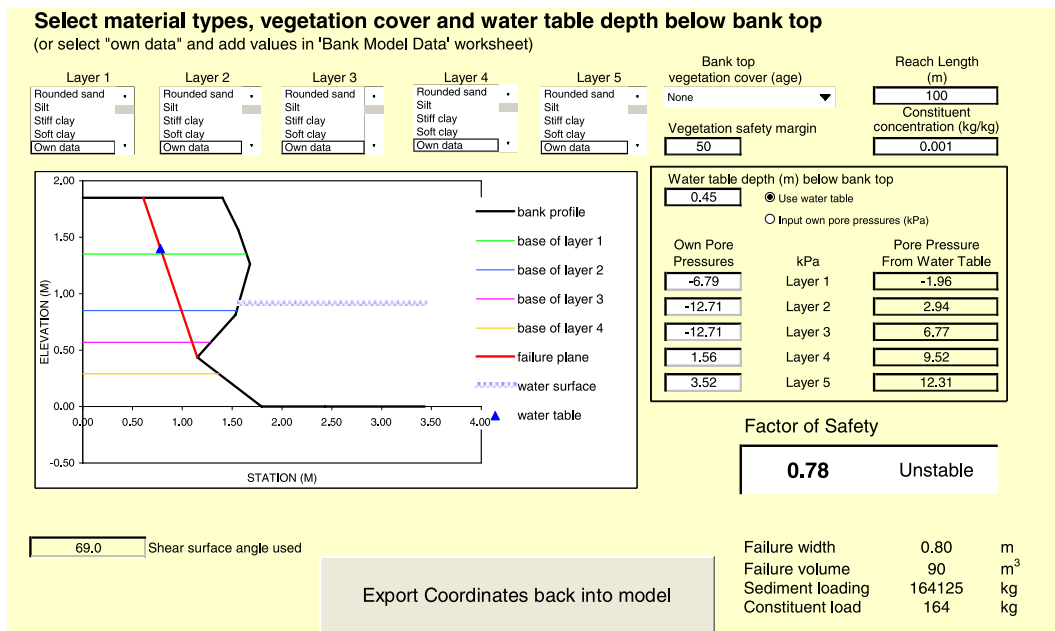 Select material types, vegetation cover and water table depth below bank top
(or select "own data" and add values in 'Bank Model Data' worksheet)
Layer 1
Rounded sand
Silt
Stiff clay
Soft clay
Own data
Layer 2
Rounded sand
Silt
Stiff clay
Soft clay
Own data
Layer 3
Rounded sand
Silt
Stiff clay
Soft clay
Own data
Layer 4
Rounded sand
Silt
Stiff clay
Soft clay
Own data
Layer 5
Rounded sand
Silt
Stiff clay
Soft clay
Own data
Bank top
vegetation cover (age)
None
Vegetation safety margin
50
Reach Length
(m)
100
Constituent
concentration (kg/kg)
0.001
2.00
1.50
1.00
0.50
0.00
-0.50
ELEVATION (M)
0.00 0.50 1.00 1.50 2.00 2.50 3.00 3.50 4.00
STATION (M)
bank profile
base of layer 1
base of layer 2
base of layer 3
base of layer 4
failure plane
water surface
water table
Water table depth (m) below bank top
0.45
Use water table
Input own pore pressures (kPa)
Own Pore
Pressures
kPa
Pore Pressure
From Water Table
-6.79 Layer 1 -1.96
-12.71 Layer 2 2.94
-12.71 Layer 3 6.77
1.56 Layer 4 9.52
3.52 Layer 5 12.31
Factor of Safety
0.78 Unstable
69.0 Shear surface angle used
Export Coordinates back into model
Failure width 0.80 m
Failure volume 90 m3
Sediment loading 164125 kg
Constituent load 164 kg